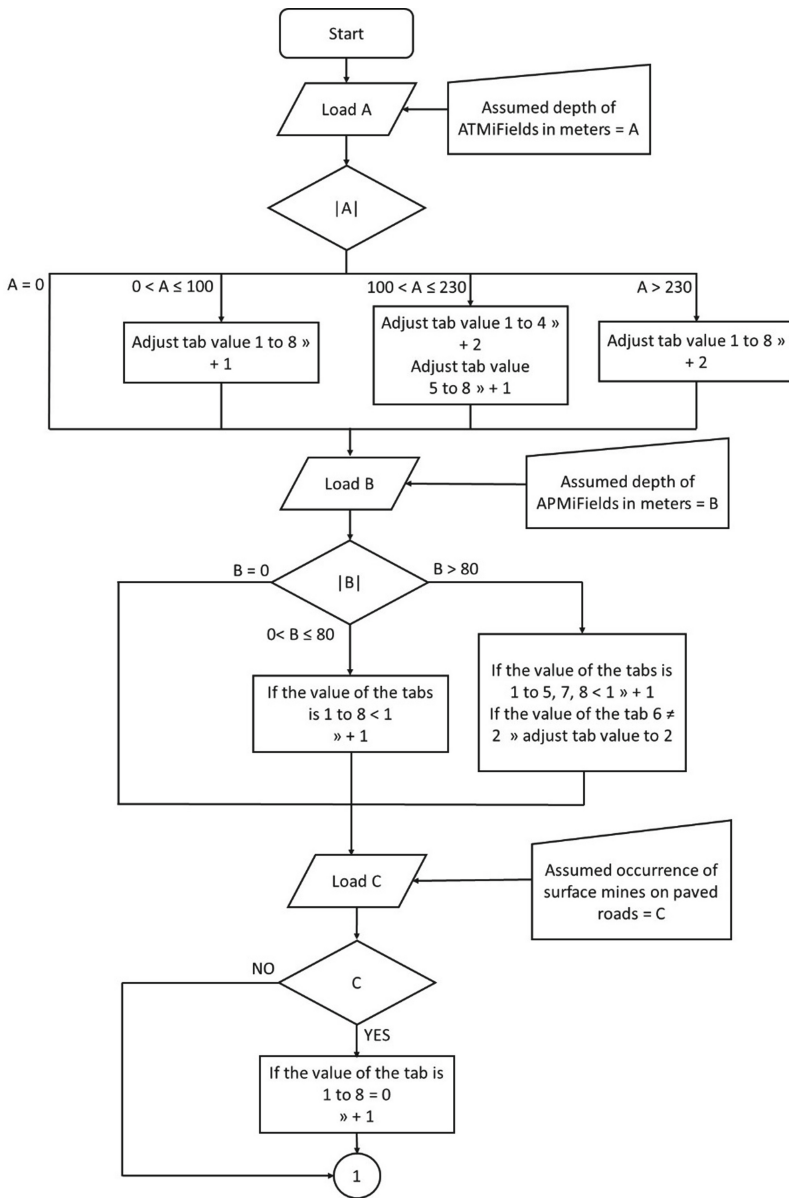 Start
Load A
Assumed depth of
ATMiFields in meters = A
|A|
A = 0
0 < A ≤ 100
100 < A ≤ 230
A > 230
Adjust tab value 1 to 8 »
+ 1
Adjust tab value 1 to 4 »
+ 2
Adjust tab value
5 to 8 » + 1
Adjust tab value 1 to 8 »
+ 2
Load B
Assumed depth of
APMiFields in meters = B
|B|
B = 0
B > 80
0< B ≤ 80
If the value of the tabs
is 1 to 8 < 1
» + 1
If the value of the tabs is
1 to 5, 7, 8 < 1 » + 1
If the value of the tab 6 ≠
2 » adjust tab value to 2
Load C
Assumed occurrence of
surface mines on paved
roads = C
C
NO
YES
If the value of the tab is
1 to 8 = 0
» + 1
1